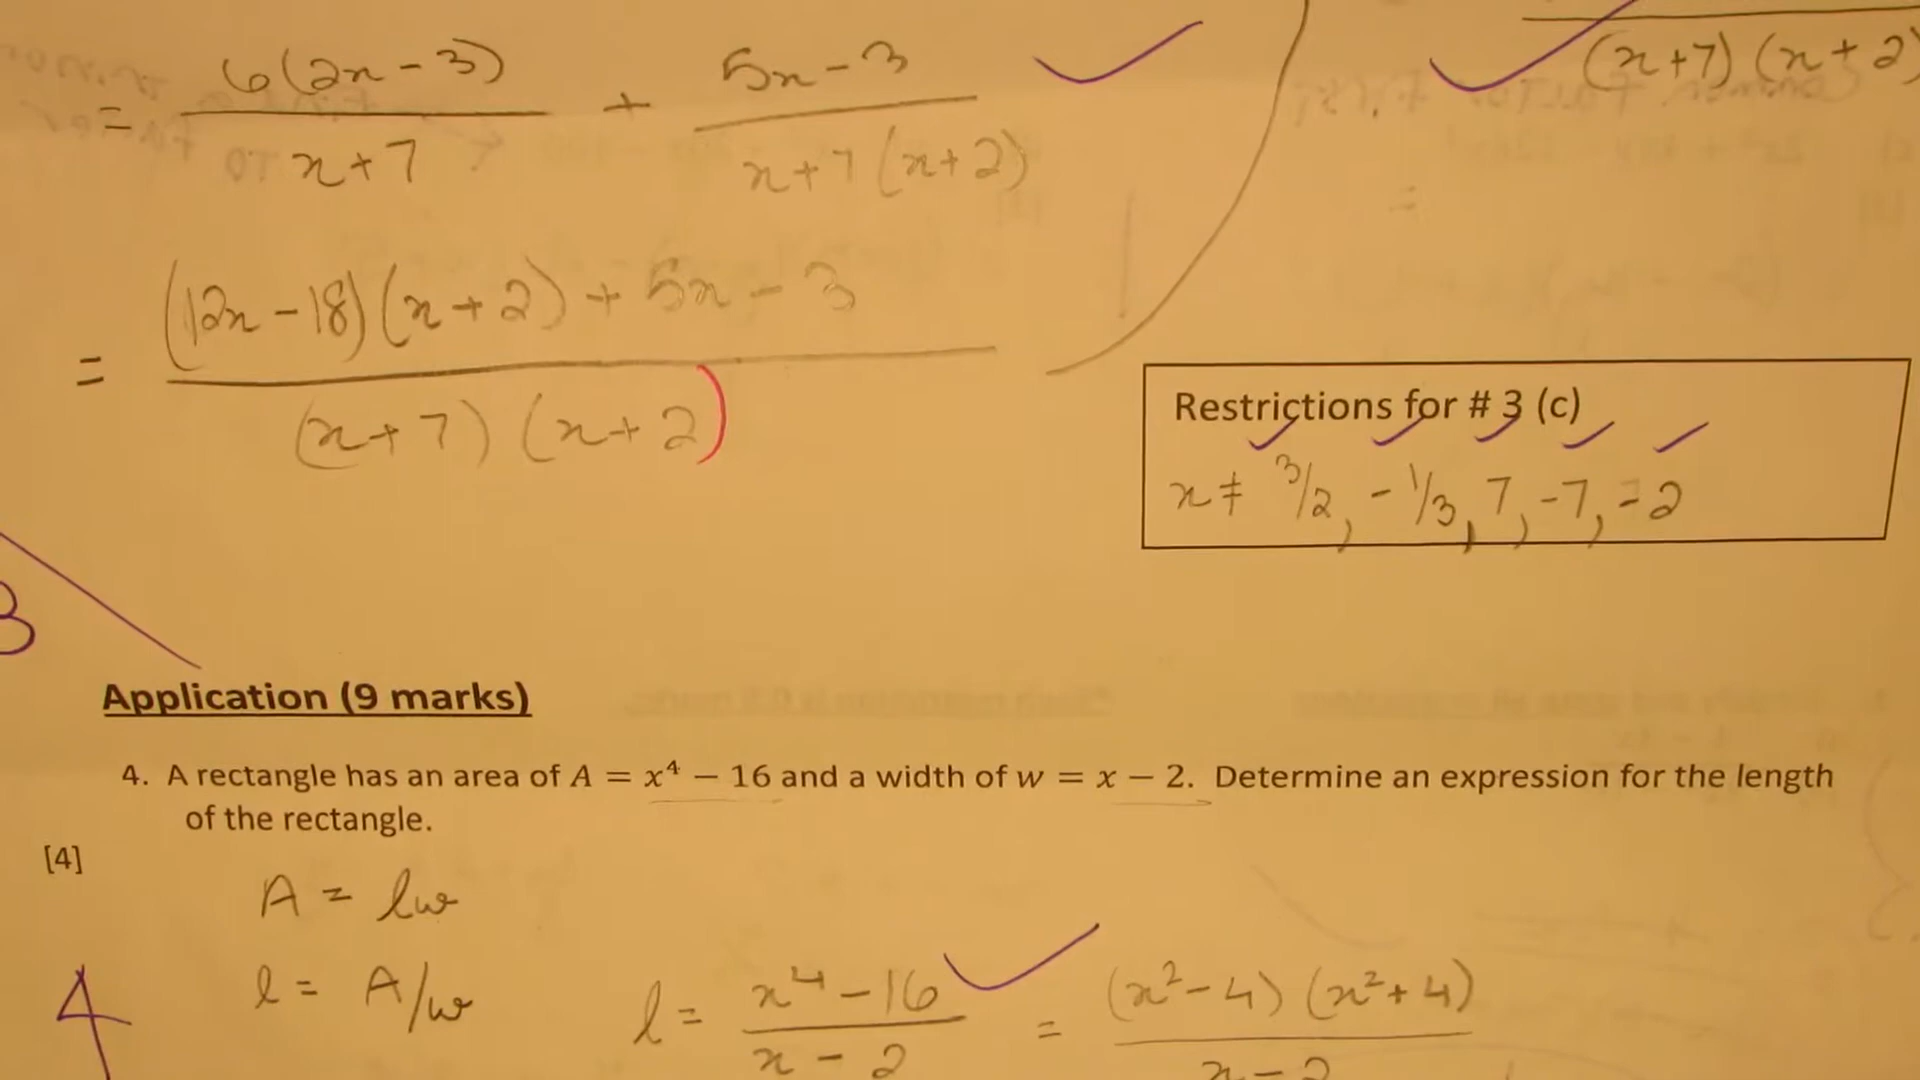 = 6(2x - 3) / x + 7 + 5x - 3 / x + 7 (x + 2)
(x + 7) (x + 2)
= (12x - 18)(x + 2) + 5x - 3 / (x + 7) (x + 2)
Restrictions for # 3 (c)
x ≠ 3/2, - 1/3, 7, -7, -2
3
Application (9 marks)
4. A rectangle has an area of A = x⁴ − 16 and a width of w = x − 2. Determine an expression for the length
of the rectangle.
[4]
A = lw
4
l = A/w
l = x⁴ - 16 / x - 2 = (x² - 4) (x² + 4) / x - 2